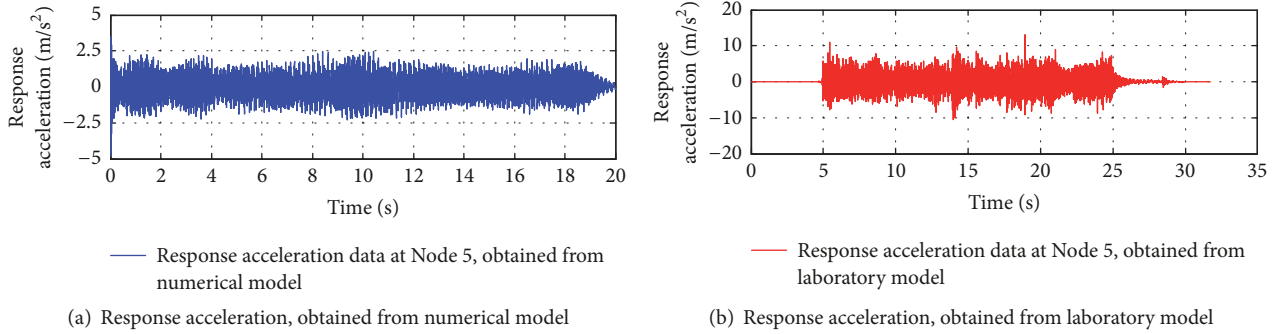 Response
acceleration (m/s²)
5
2.5
0
−2.5
−5
0
2
4
6
8
10
12
14
16
18
20
Time (s)
Response acceleration data at Node 5, obtained from
numerical model
(a) Response acceleration, obtained from numerical model
Response
acceleration (m/s²)
20
10
0
−10
−20
0
5
10
15
20
25
30
35
Time (s)
Response acceleration data at Node 5, obtained from
laboratory model
(b) Response acceleration, obtained from laboratory model